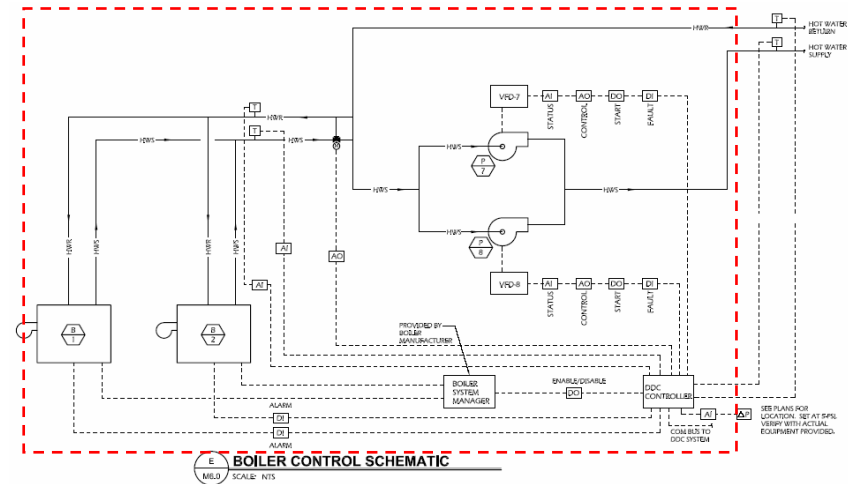 T
HOT WATER
RETURN
HWR
T
HOT WATER
SUPPLY
VFD-7
AI
AO
DO
DI
STATUS
CONTROL
START
FAULT
T
HWR
T
HWS
HWS
M
HWS
P
7
HWS
HWS
HWS
P
8
HWR
HWS
HWR
HWS
AI
AO
AI
VFD-8
AI
AO
DO
DI
STATUS
CONTROL
START
FAULT
B
1
B
2
PROVIDED BY
BOILER
MANUFACTURER
BOILER
SYSTEM
MANAGER
ENABLE/DISABLE
DO
DDC
CONTROLLER
ALARM
DI
DI
ALARM
AI
ΔP
SEE PLANS FOR
LOCATION. SET AT 5-PSI.
VERIFY WITH ACTUAL
EQUIPMENT PROVIDED.
COM BUS TO
DDC SYSTEM
E
M6.0
BOILER CONTROL SCHEMATIC
SCALE: NTS